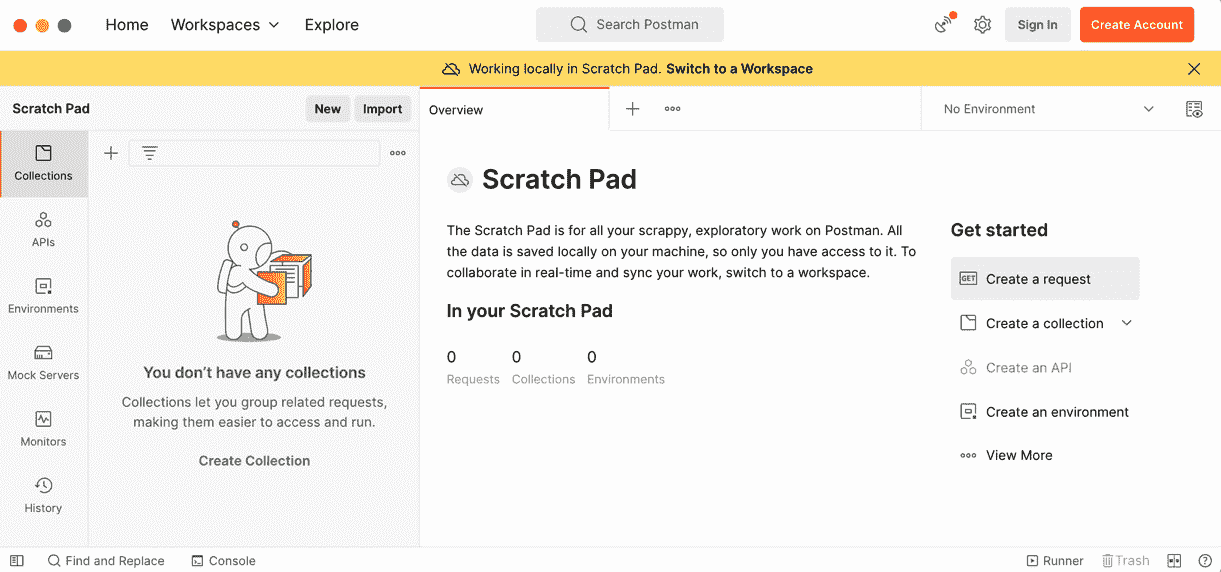 Home Workspaces Explore Search Postman Sign In Create Account
Working locally in Scratch Pad. Switch to a Workspace
Scratch Pad New Import Overview No Environment
Collections
APIs
Environments
Mock Servers
Monitors
History
You don't have any collections
Collections let you group related requests,
making them easier to access and run.
Create Collection
Scratch Pad
The Scratch Pad is for all your scrappy, exploratory work on Postman. All
the data is saved locally on your machine, so only you have access to it. To
collaborate in real-time and sync your work, switch to a workspace.
In your Scratch Pad
0 0 0
Requests Collections Environments
Get started
GET Create a request
Create a collection
Create an API
Create an environment
View More
Find and Replace Console Runner Trash